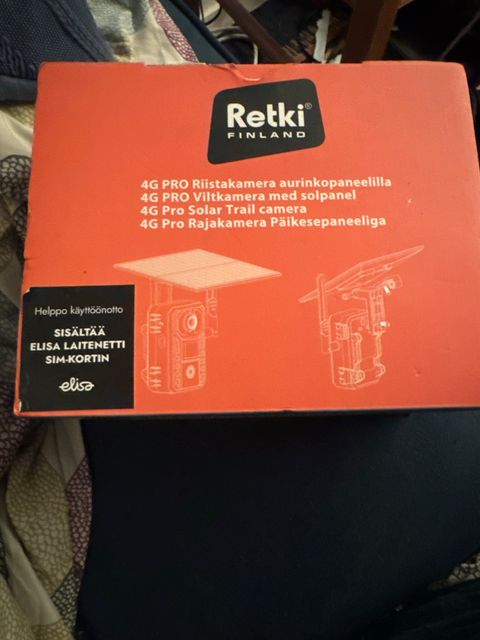 Retki®
FINLAND
4G PRO Riistakamera aurinkopaneelilla
4G PRO Viltkamera med solpanel
4G Pro Solar Trail camera
4G Pro Rajakamera Päikesepaneeliga
Helppo käyttöönotto
SISÄLTÄÄ
ELISA LAITENETTI
SIM-KORTIN
elisa